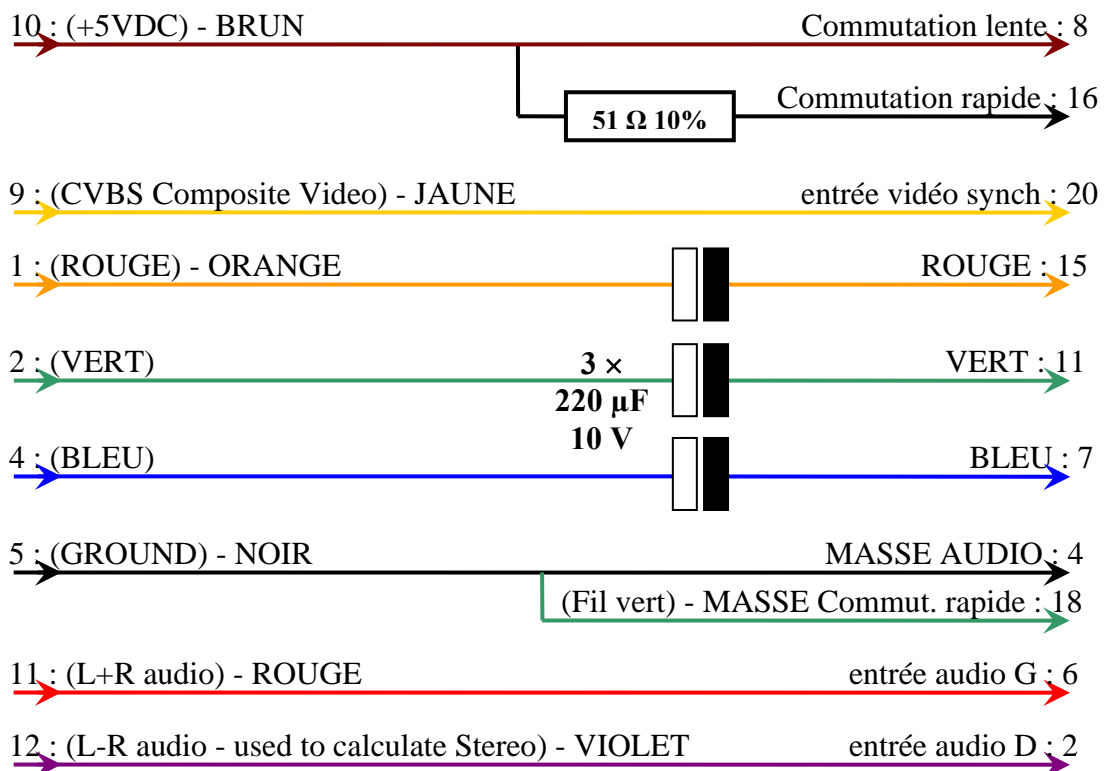 10 : (+5VDC) - BRUN Commutation lente : 8
Commutation rapide : 16
51 Ω 10%
9 : (CVBS Composite Video) - JAUNE entrée vidéo synch : 20
1 : (ROUGE) - ORANGE ROUGE : 15
2 : (VERT) 3 × VERT : 11
220 µF
10 V
4 : (BLEU) BLEU : 7
5 : (GROUND) - NOIR MASSE AUDIO : 4
(Fil vert) - MASSE Commut. rapide : 18
11 : (L+R audio) - ROUGE entrée audio G : 6
12 : (L-R audio - used to calculate Stereo) - VIOLET entrée audio D : 2